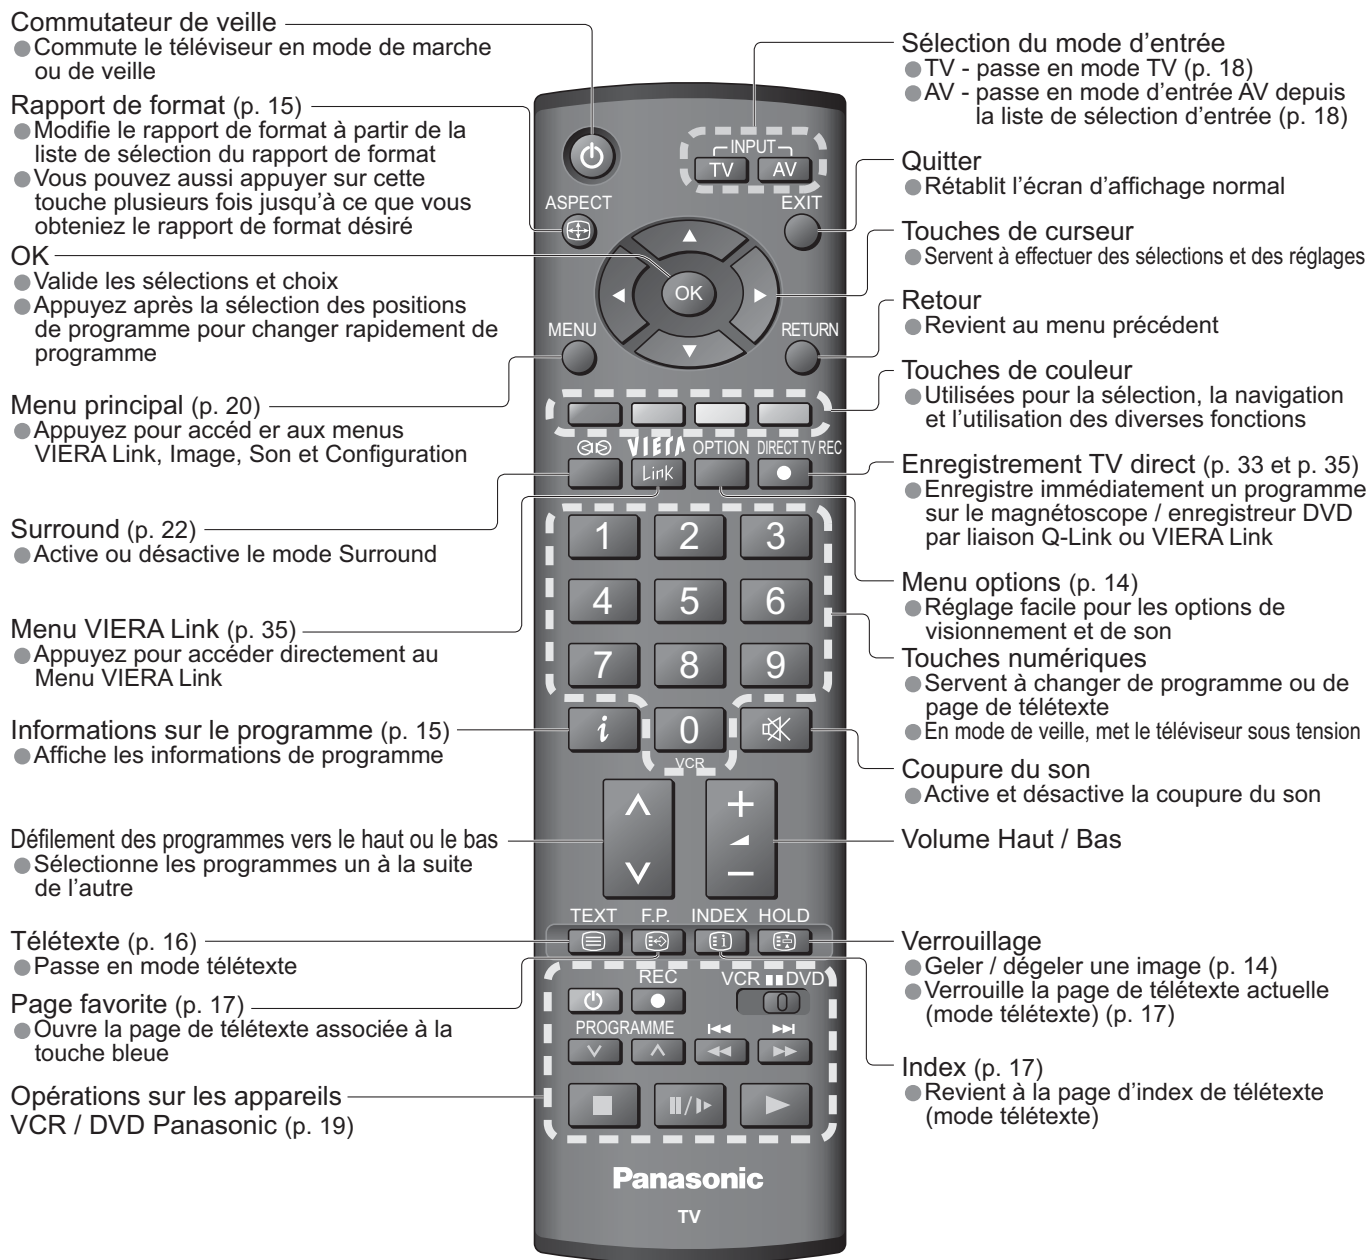 Commutateur de veille
●Commute le téléviseur en mode de marche
ou de veille
Rapport de format (p. 15)
●Modifie le rapport de format à partir de la
liste de sélection du rapport de format
●Vous pouvez aussi appuyer sur cette
touche plusieurs fois jusqu'à ce que vous
obteniez le rapport de format désiré
OK
●Valide les sélections et choix
●Appuyez après la sélection des positions
de programme pour changer rapidement de
programme
Menu principal (p. 20)
●Appuyez pour accéd er aux menus
VIERA Link, Image, Son et Configuration
Surround (p. 22)
●Active ou désactive le mode Surround
Menu VIERA Link (p. 35)
●Appuyez pour accéder directement au
Menu VIERA Link
Informations sur le programme (p. 15)
●Affiche les informations de programme
Défilement des programmes vers le haut ou le bas
●Sélectionne les programmes un à la suite
de l'autre
Télétexte (p. 16)
●Passe en mode télétexte
Page favorite (p. 17)
●Ouvre la page de télétexte associée à la
touche bleue
Opérations sur les appareils
VCR / DVD Panasonic (p. 19)
INPUT
TV AV
ASPECT EXIT
OK
MENU RETURN
VIERA OPTION DIRECT TV REC
Link
1 2 3
4 5 6
7 8 9
i 0
VCR
+
−
TEXT F.P. INDEX HOLD
REC VCR DVD
PROGRAMME
Panasonic
TV
Sélection du mode d'entrée
●TV - passe en mode TV (p. 18)
●AV - passe en mode d'entrée AV depuis
la liste de sélection d'entrée (p. 18)
Quitter
●Rétablit l'écran d'affichage normal
Touches de curseur
●Servent à effectuer des sélections et des réglages
Retour
●Revient au menu précédent
Touches de couleur
●Utilisées pour la sélection, la navigation
et l'utilisation des diverses fonctions
Enregistrement TV direct (p. 33 et p. 35)
●Enregistre immédiatement un programme
sur le magnétoscope / enregistreur DVD
par liaison Q-Link ou VIERA Link
Menu options (p. 14)
●Réglage facile pour les options de
visionnement et de son
Touches numériques
●Servent à changer de programme ou de
page de télétexte
●En mode de veille, met le téléviseur sous tension
Coupure du son
●Active et désactive la coupure du son
Volume Haut / Bas
Verrouillage
●Geler / dégeler une image (p. 14)
●Verrouille la page de télétexte actuelle
(mode télétexte) (p. 17)
Index (p. 17)
●Revient à la page d'index de télétexte
(mode télétexte)